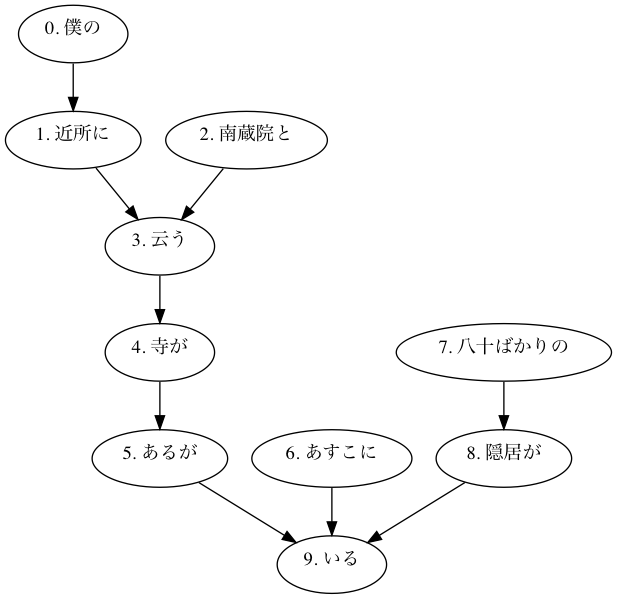 0. 僕の
1. 近所に
2. 南蔵院と
3. 云う
4. 寺が
7. 八十ばかりの
5. あるが
6. あすこに
8. 隠居が
9. いる